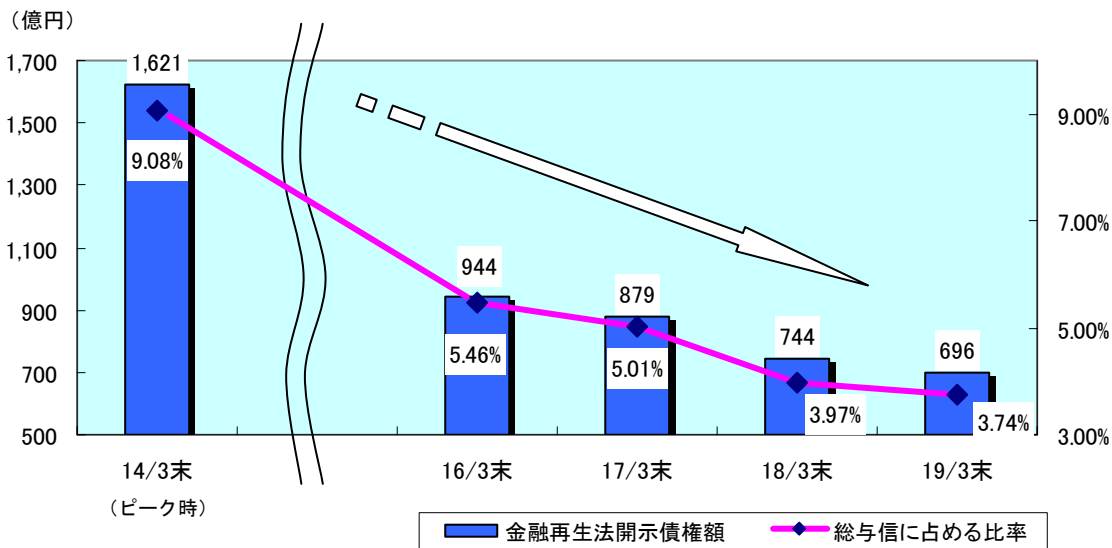 （億円）
1,700
1,500
1,300
1,100
900
700
500
9.00%
7.00%
5.00%
3.00%
1,621
9.08%
944
5.46%
879
5.01%
744
3.97%
696
3.74%
14/3末
16/3末
17/3末
18/3末
19/3末
（ピーク時）
金融再生法開示債権額
総与信に占める比率